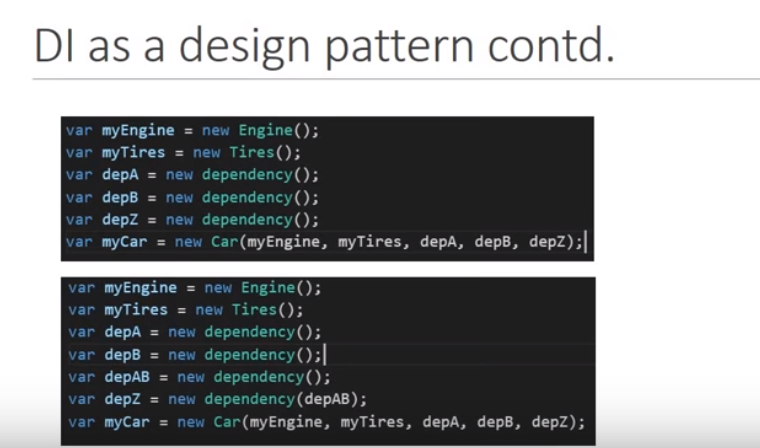 DI as a design pattern contd.
var myEngine = new Engine();
var myTires = new Tires();
var depA = new dependency();
var depB = new dependency();
var depZ = new dependency();
var myCar = new Car(myEngine, myTires, depA, depB, depZ);
var myEngine = new Engine();
var myTires = new Tires();
var depA = new dependency();
var depB = new dependency();
var depAB = new dependency();
var depZ = new dependency(depAB);
var myCar = new Car(myEngine, myTires, depA, depB, depZ);